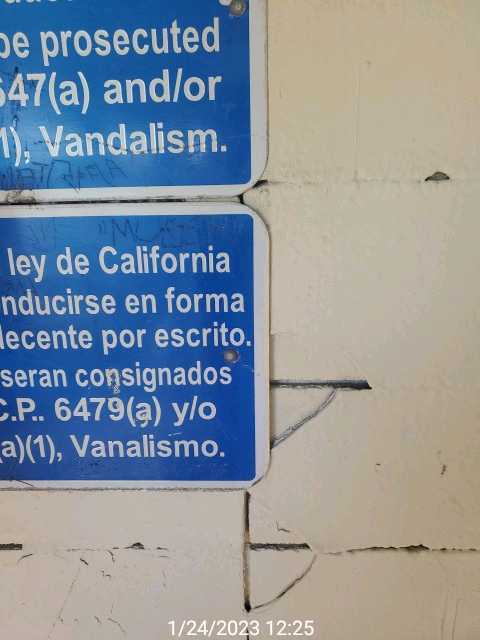 be prosecuted
647(a) and/or
1), Vandalism.
ley de California
nducirse en forma
decente por escrito.
seran consignados
C.P.. 6479(a) y/o
(a)(1), Vanalismo.
1/24/2023 12:25